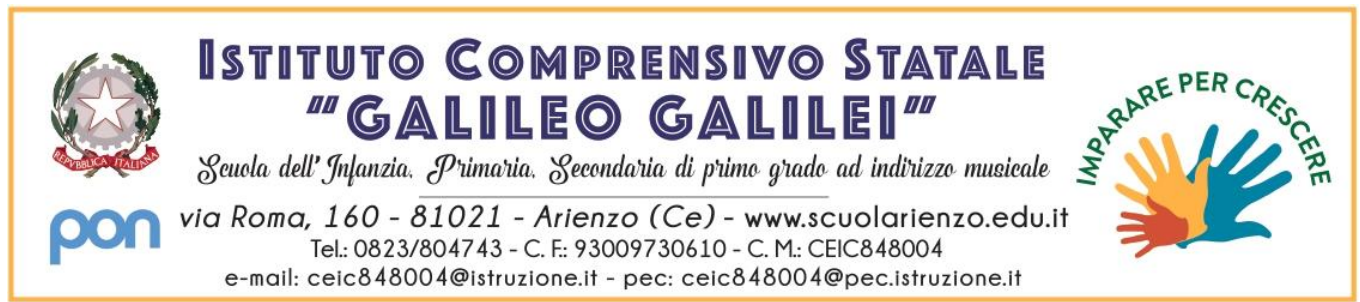 ISTITUTO COMPRENSIVO STATALE
"GALILEO GALILEI"
Scuola dell'Infanzia, Primaria, Secondaria di primo grado ad indirizzo musicale
via Roma, 160 - 81021 - Arienzo (Ce) - www.scuolarienzo.edu.it
Tel.: 0823/804743 - C. F.: 93009730610 - C. M.: CEIC848004
e-mail: ceic848004@istruzione.it - pec: ceic848004@pec.istruzione.it
REPVBBLICA ITALIANA
pon
IMPARARE PER CRESCERE